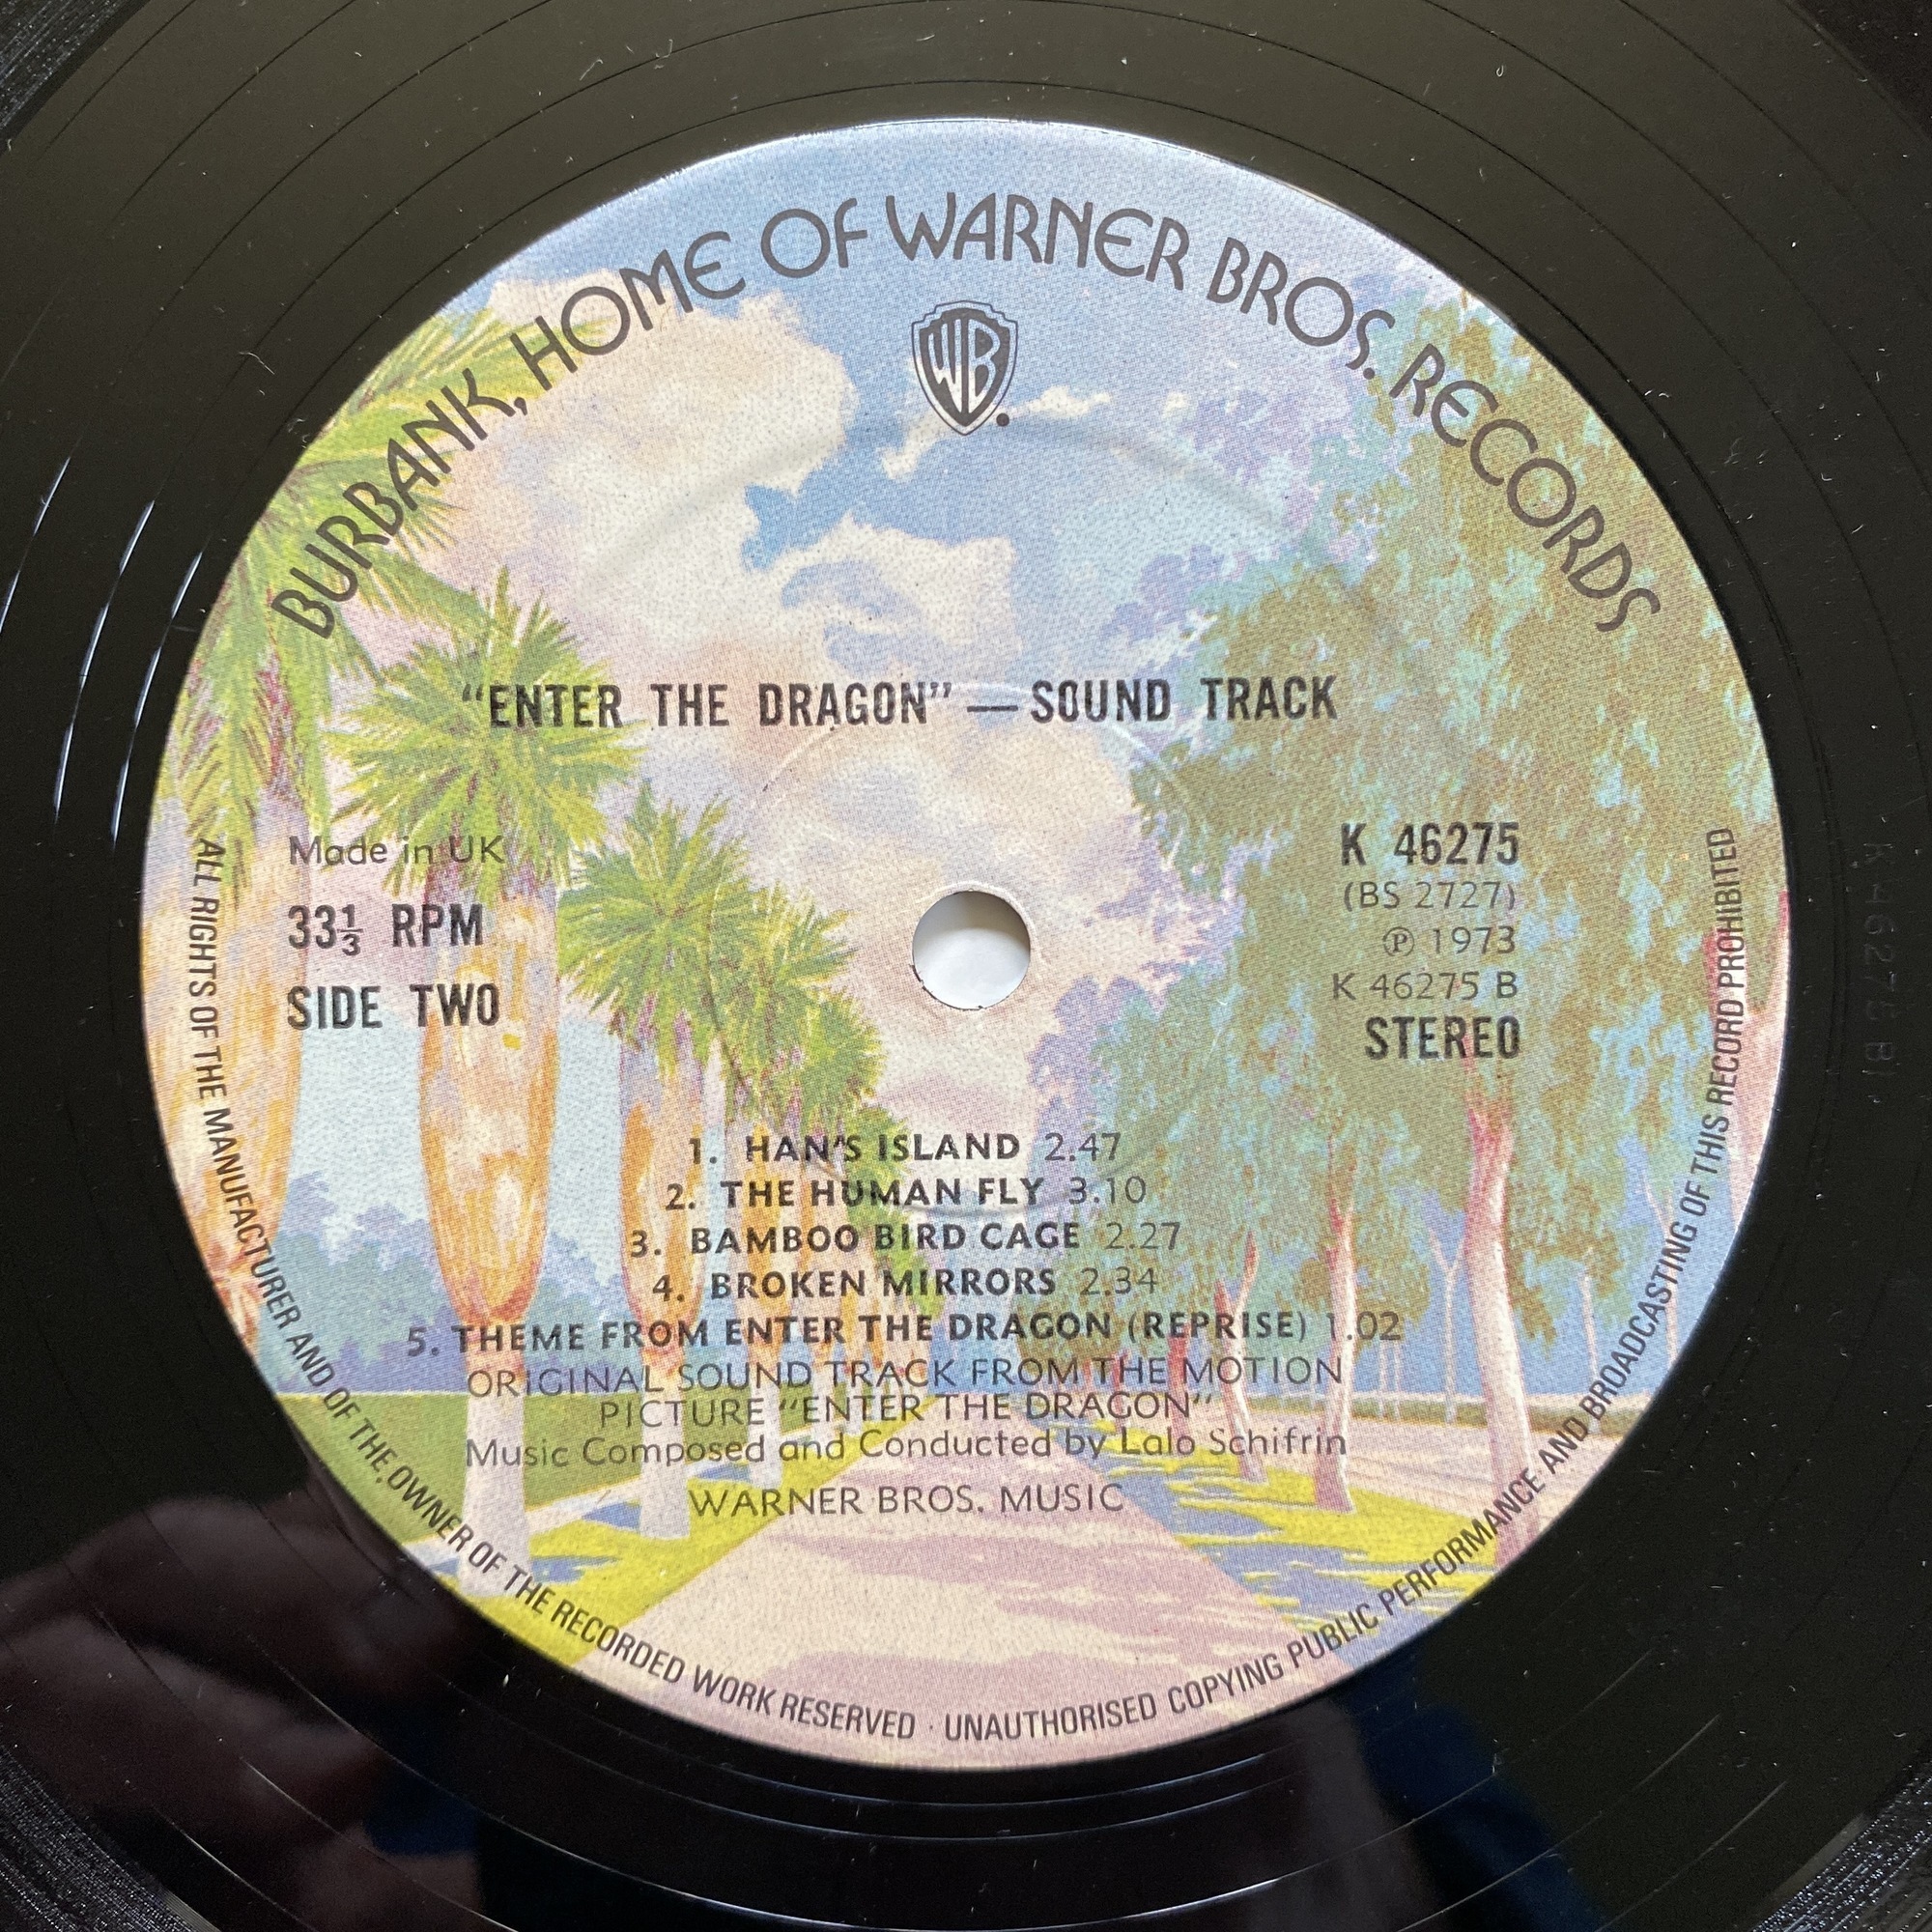 BURBANK, HOME OF WARNER BROS. RECORDS
WB
"ENTER THE DRAGON" — SOUND TRACK
Made in UK
33⅓ RPM
SIDE TWO
K 46275
(BS 2727)
℗ 1973
K 46275 B
STEREO
1. HAN'S ISLAND 2.47
2. THE HUMAN FLY 3.10
3. BAMBOO BIRD CAGE 2.27
4. BROKEN MIRRORS 2.34
5. THEME FROM ENTER THE DRAGON (REPRISE) 1.02
ORIGINAL SOUND TRACK FROM THE MOTION
PICTURE "ENTER THE DRAGON"
Music Composed and Conducted by Lalo Schifrin
WARNER BROS. MUSIC
ALL RIGHTS OF THE MANUFACTURER AND OF THE OWNER OF THE RECORDED WORK RESERVED · UNAUTHORISED COPYING PUBLIC PERFORMANCE AND BROADCASTING OF THIS RECORD PROHIBITED